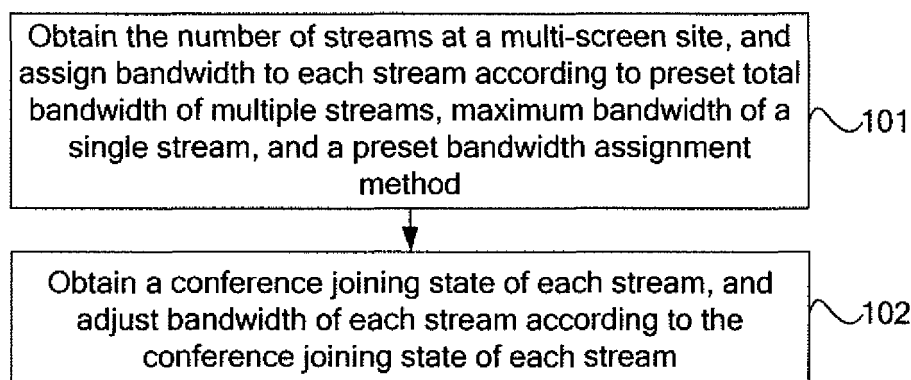 Obtain the number of streams at a multi-screen site, and
assign bandwidth to each stream according to preset total
bandwidth of multiple streams, maximum bandwidth of a
single stream, and a preset bandwidth assignment
method
101
Obtain a conference joining state of each stream, and
adjust bandwidth of each stream according to the
conference joining state of each stream
102